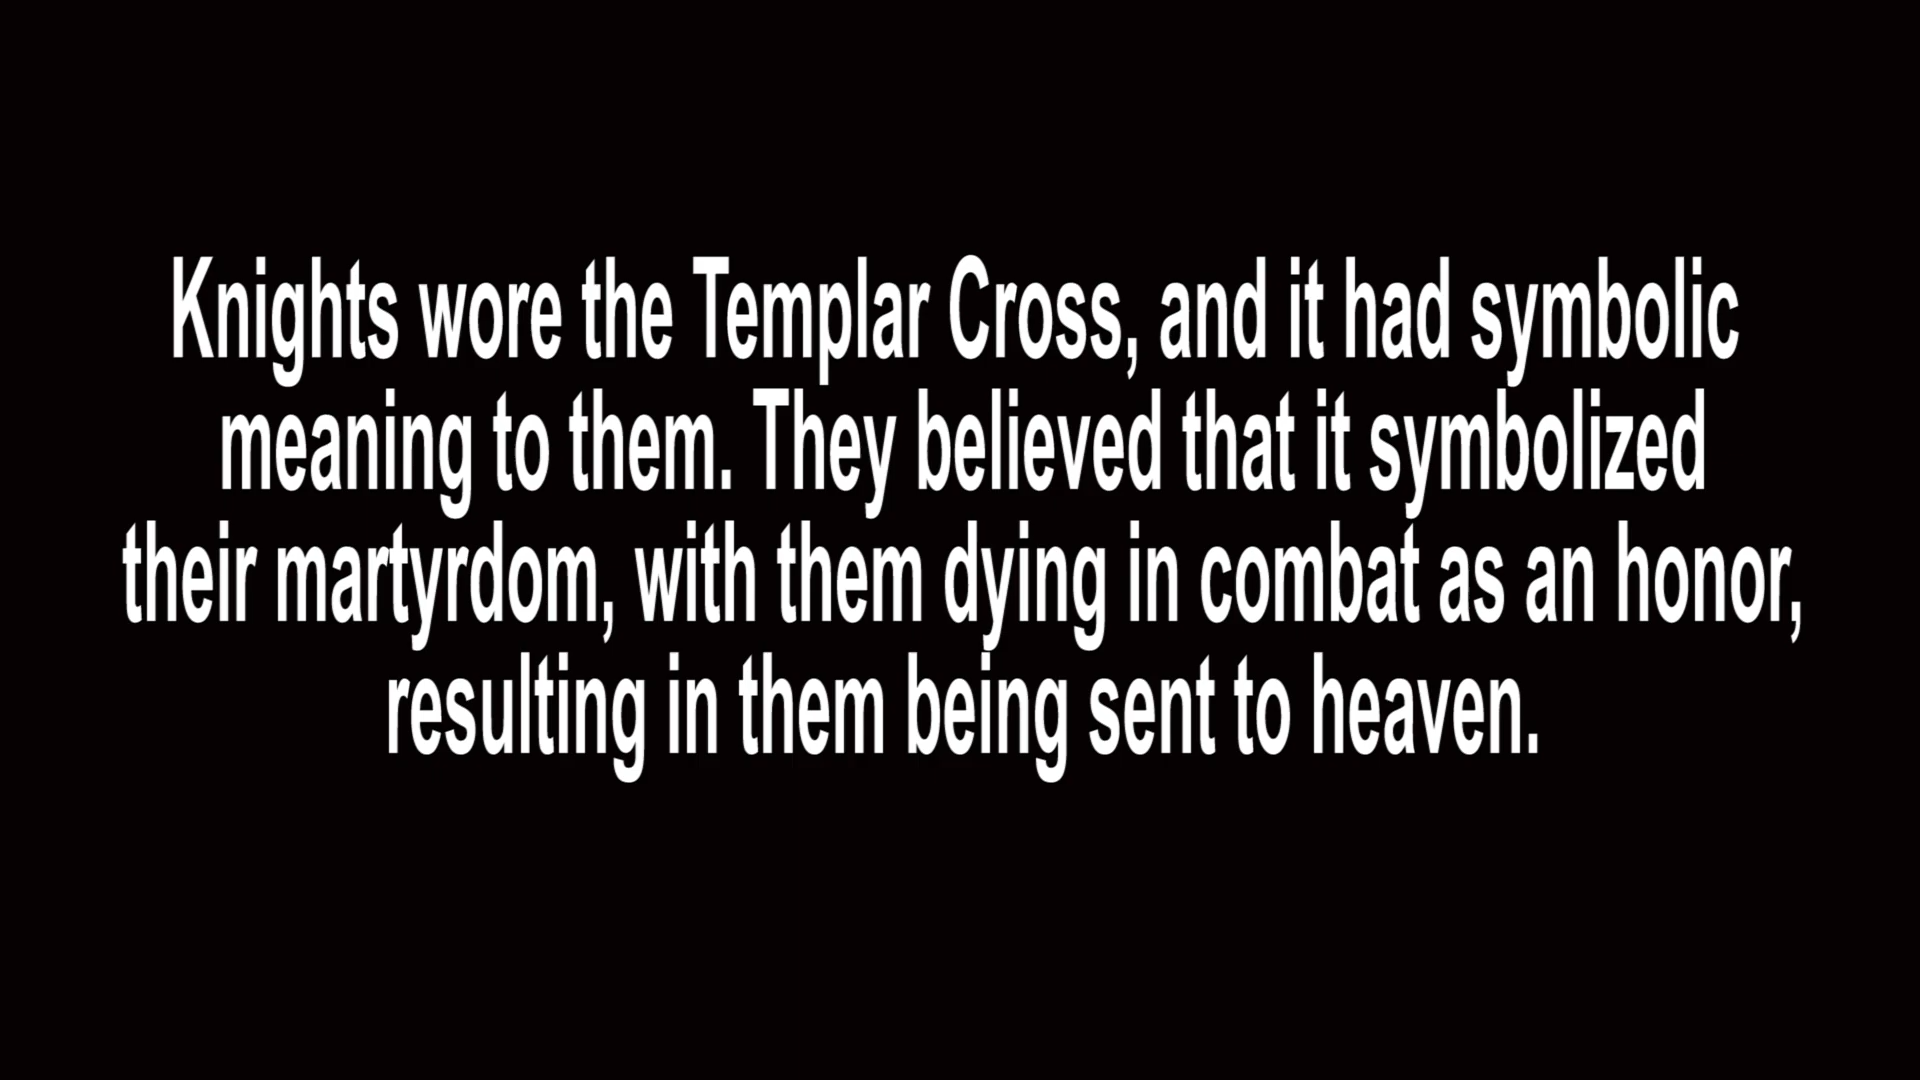 Knights wore the Templar Cross, and it had symbolic
meaning to them. They believed that it symbolized
their martyrdom, with them dying in combat as an honor,
resulting in them being sent to heaven.